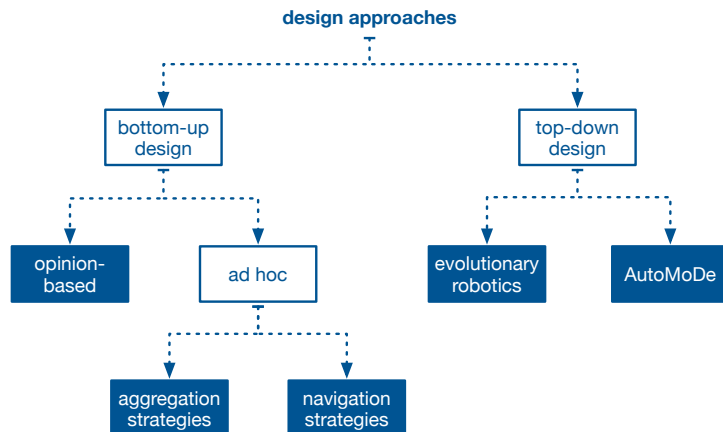 design approaches
bottom-up
design
top-down
design
opinion-
based
ad hoc
evolutionary
robotics
AutoMoDe
aggregation
strategies
navigation
strategies